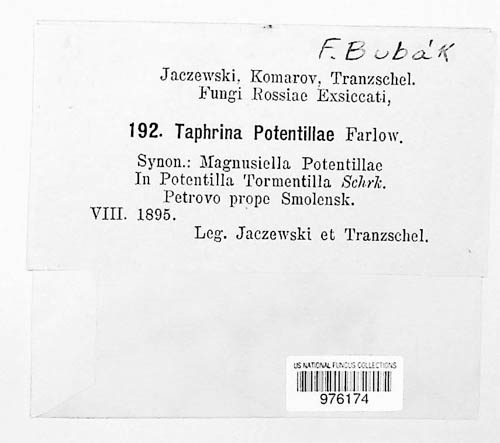 F. Bubák
Jaczewski, Komarov, Tranzschel.
Fungi Rossiae Exsiccati,
192. Taphrina Potentillae Farlow.
Synon.: Magnusiella Potentillae
In Potentilla Tormentilla Schrk.
Petrovo prope Smolensk.
VIII. 1895.
Leg. Jaczewski et Tranzschel.
US NATIONAL FUNGUS COLLECTIONS
976174